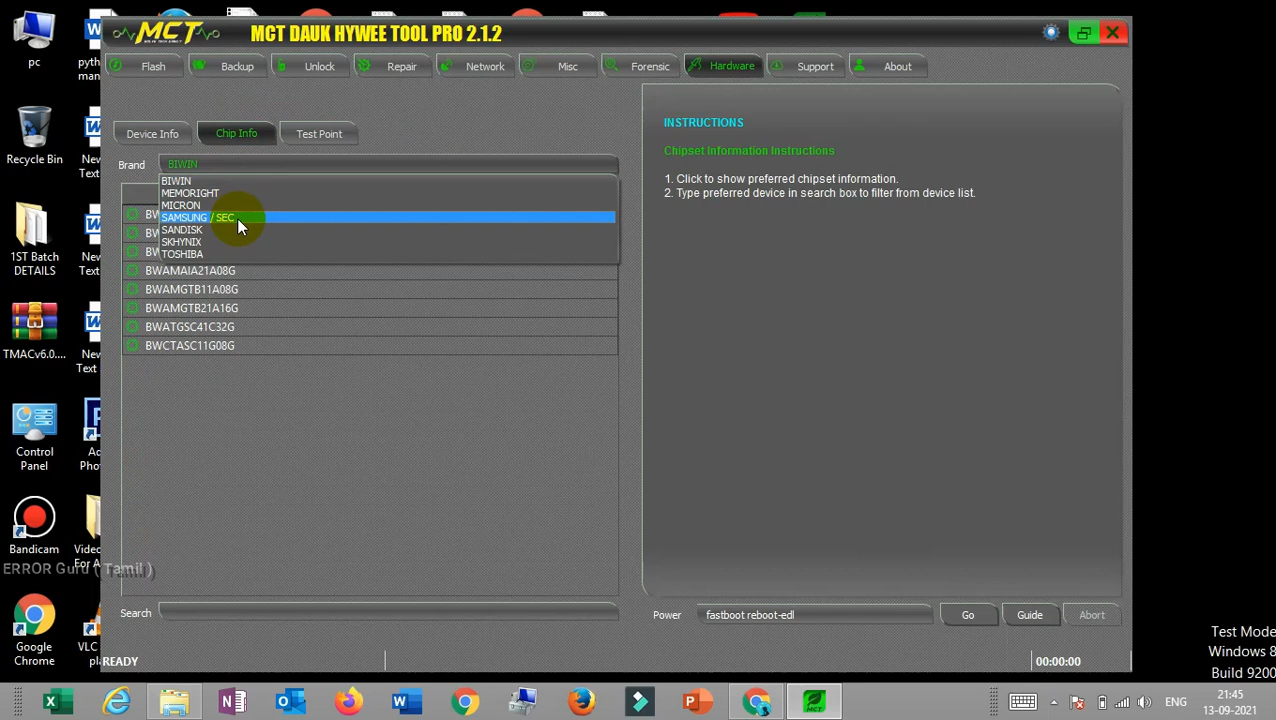 MCT DAUK HYWEE TOOL PRO 2.1.2
MCT
Flash
Backup
Unlock
Repair
Network
Misc
Forensic
Hardware
Support
About
Device Info
Chip Info
Test Point
Brand
BIWIN
BIWIN
MEMORIGHT
MICRON
SAMSUNG / SEC
SANDISK
SKHYNIX
TOSHIBA
BWAMAIA21A08G
BWAMGTB11A08G
BWAMGTB21A16G
BWATGSC41C32G
BWCTASC11G08G
Search
READY
INSTRUCTIONS
Chipset Information Instructions
1. Click to show preferred chipset information.
2. Type preferred device in search box to filter from device list.
Power
fastboot reboot-edl
Go
Guide
Abort
00:00:00
pc
Recycle Bin
1ST Batch
DETAILS
TMACv6.0....
Control
Panel
Bandicam
Google
Chrome
ERROR Guru ( Tamil )
Test Mode
Windows 8
Build 9200
ENG
21:45
13-09-2021
MCT